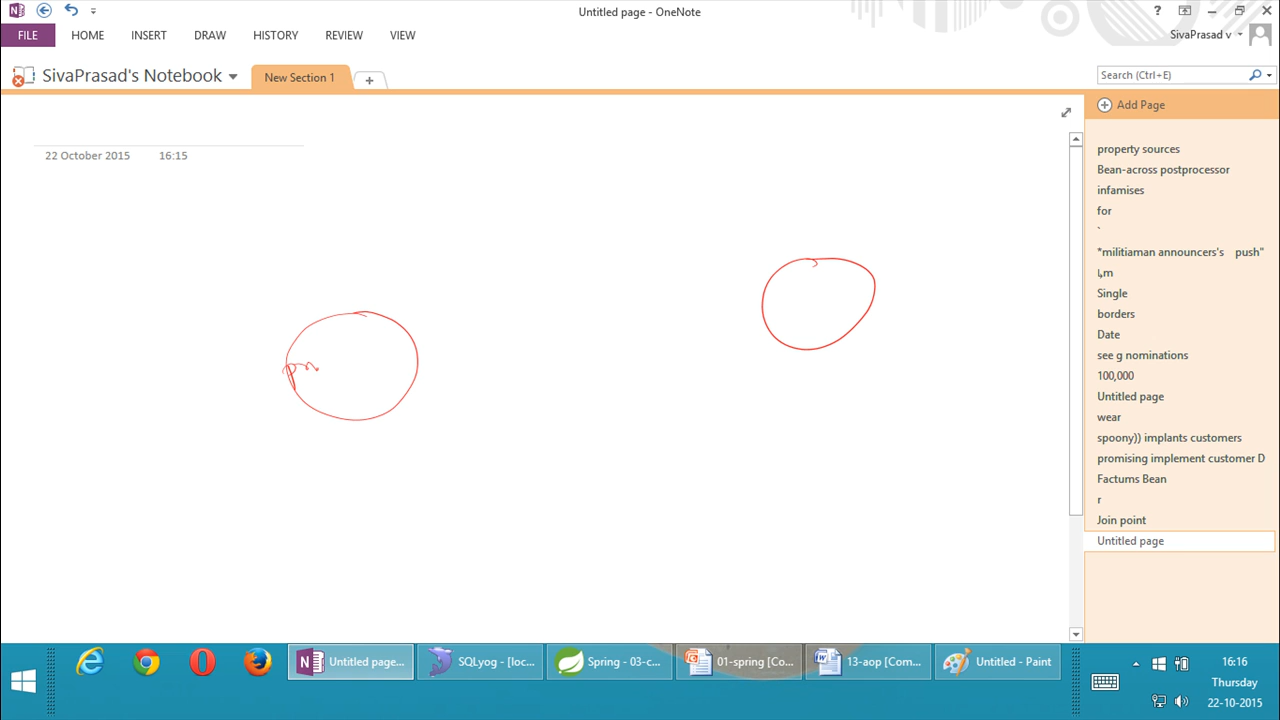 Untitled page - OneNote
?
FILE HOME INSERT DRAW HISTORY REVIEW VIEW
SivaPrasad v
SivaPrasad's Notebook
New Section 1
+
Search (Ctrl+E)
Add Page
22 October 2015 16:15
property sources
Bean-across postprocessor
infamises
for
`
*militiaman announcers's push"
Single
borders
Date
see g nominations
100,000
Untitled page
wear
spoony)) implants customers
promising implement customer D
Factums Bean
r
Join point
Untitled page
pm
Untitled page...
SQLyog - [loc...
Spring - 03-c...
01-spring [Co...
13-aop [Com...
Untitled - Paint
16:16
Thursday
22-10-2015